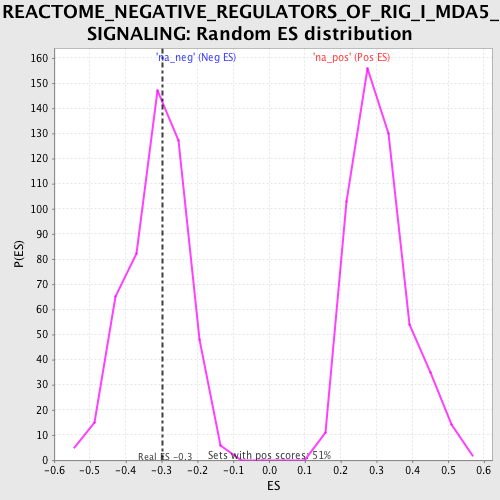 REACTOME_NEGATIVE_REGULATORS_OF_RIG_I_MDA5_
SIGNALING: Random ES distribution
'na_neg' (Neg ES) 'na_pos' (Pos ES)
160
150
140
130
120
110
100
90
80
70
60
50
40
30
20
10
0
P(ES)
Real ES -0.3 Sets with pos scores: 51%
-0.6 -0.5 -0.4 -0.3 -0.2 -0.1 0.0 0.1 0.2 0.3 0.4 0.5 0.6
ES